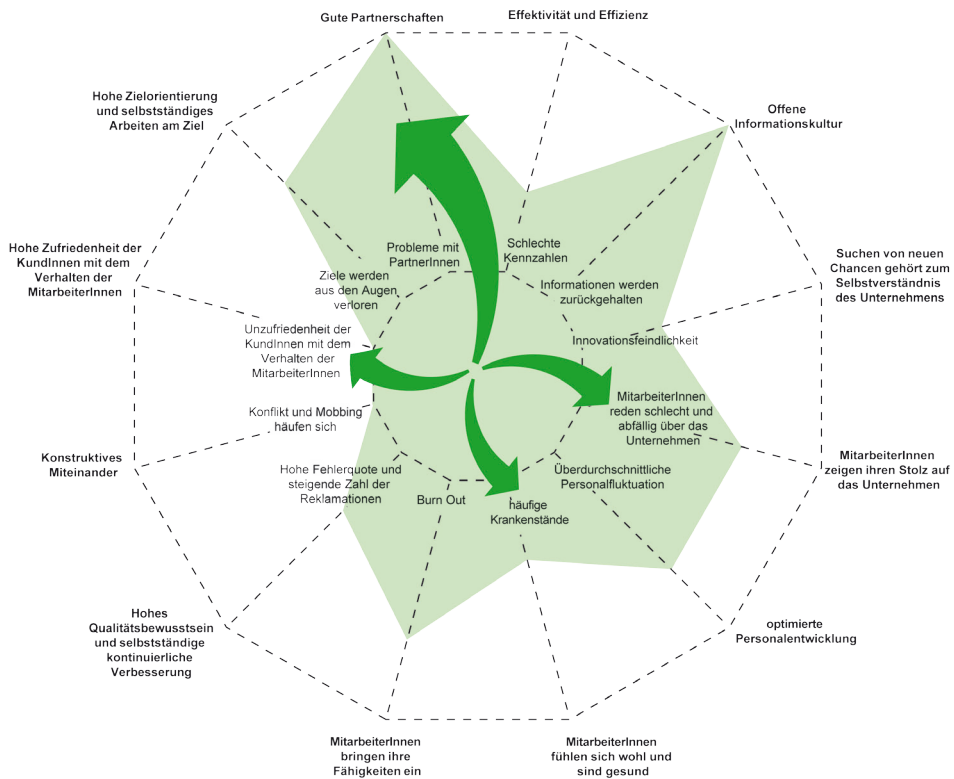 Gute Partnerschaften
Effektivität und Effizienz
Hohe Zielorientierung
und selbstständiges
Arbeiten am Ziel
Offene
Informationskultur
Hohe Zufriedenheit der
KundInnen mit dem
Verhalten der
MitarbeiterInnen
Suchen von neuen
Chancen gehört zum
Selbstverständnis
des Unternehmens
Probleme mit
PartnerInnen
Schlechte
Kennzahlen
Ziele werden
aus den Augen
verloren
Informationen werden
zurückgehalten
Unzufriedenheit der
KundInnen mit dem
Verhalten der
MitarbeiterInnen
Innovationsfeindlichkeit
Konflikt und Mobbing
häufen sich
MitarbeiterInnen
reden schlecht und
abfällig über das
Unternehmen
Hohe Fehlerquote und
steigende Zahl der
Reklamationen
Burn Out
häufige
Krankenstände
Überdurchschnittliche
Personalfluktuation
Konstruktives
Miteinander
MitarbeiterInnen
zeigen ihren Stolz auf
das Unternehmen
Hohes
Qualitätsbewusstsein
und selbstständige
kontinuierliche
Verbesserung
optimierte
Personalentwicklung
MitarbeiterInnen
bringen ihre
Fähigkeiten ein
MitarbeiterInnen
fühlen sich wohl und
sind gesund